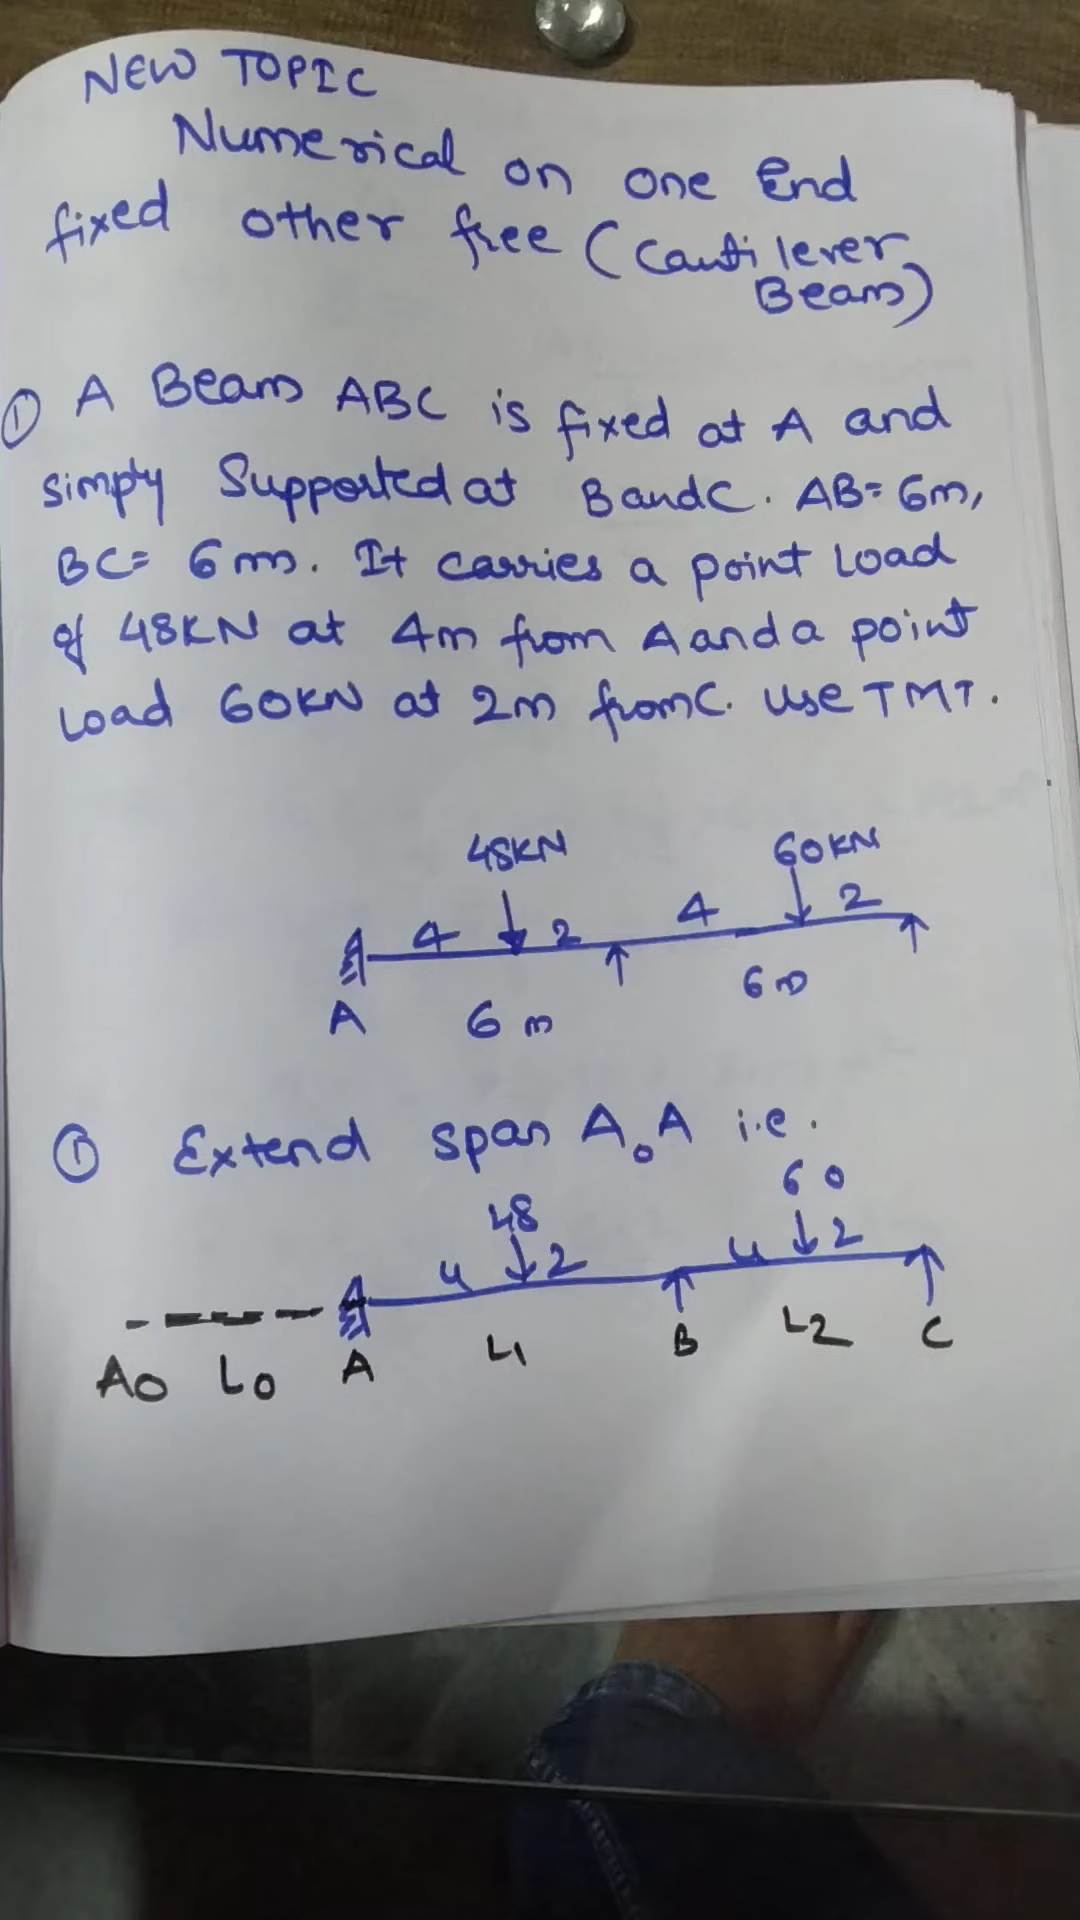 NEW TOPIC
Numerical on one End
fixed other free (Cantilever
Beam)
① A Beam ABC is fixed at A and
simply Supported at B and C. AB = 6m,
BC = 6m. It carries a point load
of 48KN at 4m from A and a point
load 60KN at 2m from C. Use TMT.
48KN 60KN
4 2 4 2
A 6 m 6 m
① Extend span A₀A i.e.
48 60
4 2 4 2
A₀ L₀ A L1 B L2 C